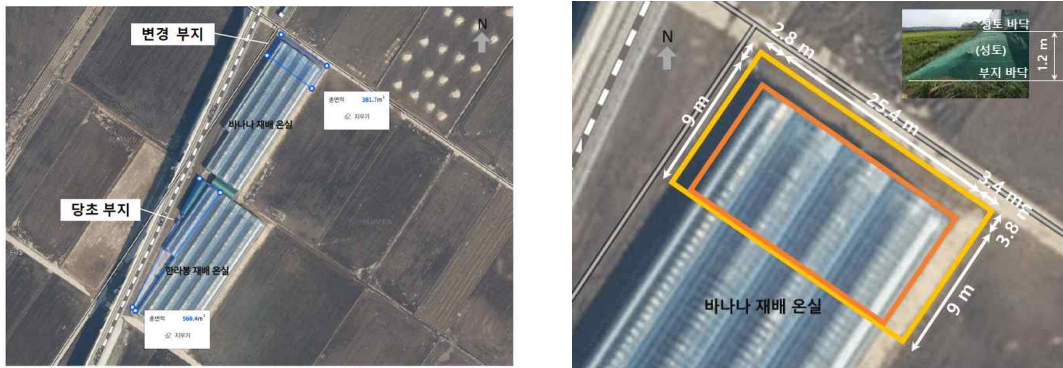 변경 부지
N
총면적 381.7m²
지우기
바나나 재배 온실
당초 부지
한라봉 재배 온실
총면적 560.4m²
지우기
N
2.8 m
9 m
25.4 m
3.4 m
3.8 m
9 m
바나나 재배 온실
성토 바닥
(성토)
부지 바닥
1.2 m